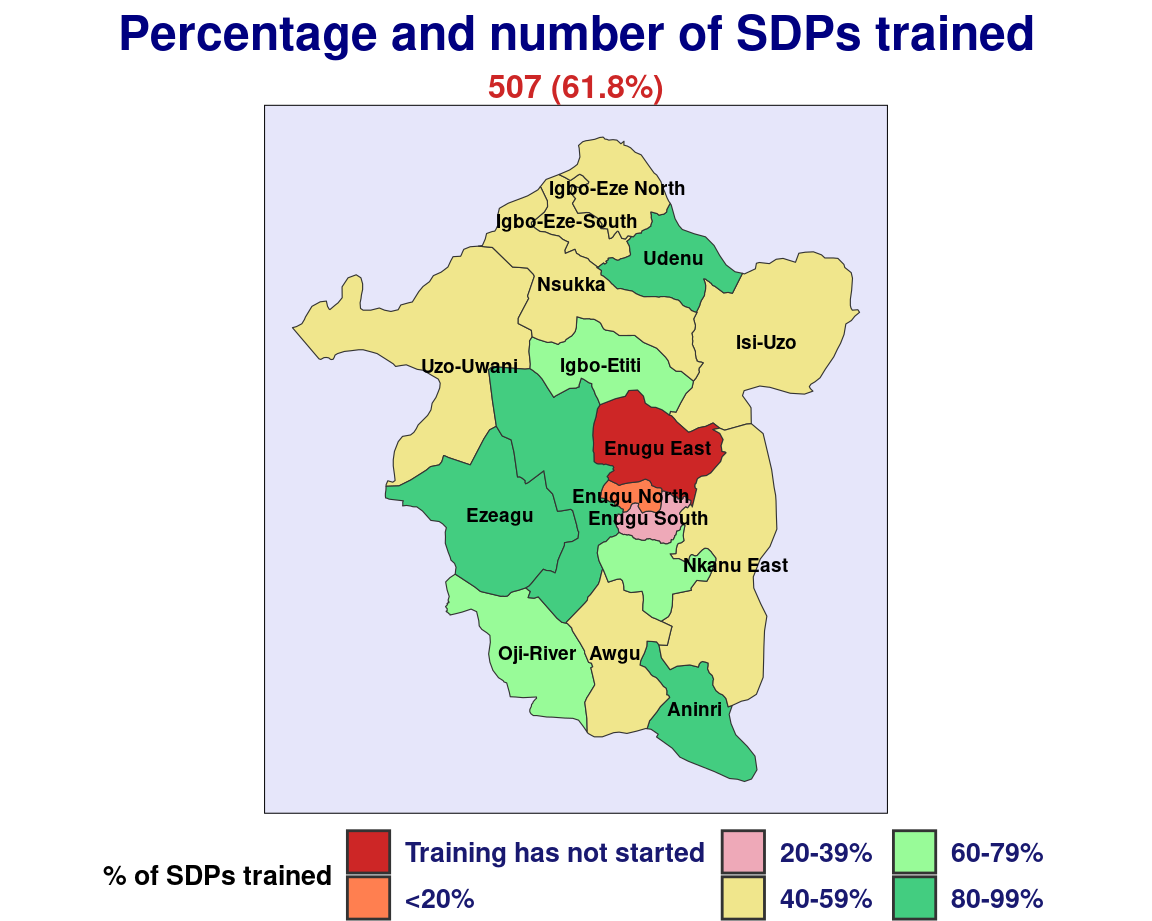 Percentage and number of SDPs trained
507 (61.8%)
Igbo-Eze North
Igbo-Eze-South
Udenu
Nsukka
Isi-Uzo
Uzo-Uwani
Igbo-Etiti
Enugu East
Enugu North
Ezeagu
Enugu South
Nkanu East
Oji-River
Awgu
Aninri
% of SDPs trained
Training has not started
<20%
20-39%
40-59%
60-79%
80-99%